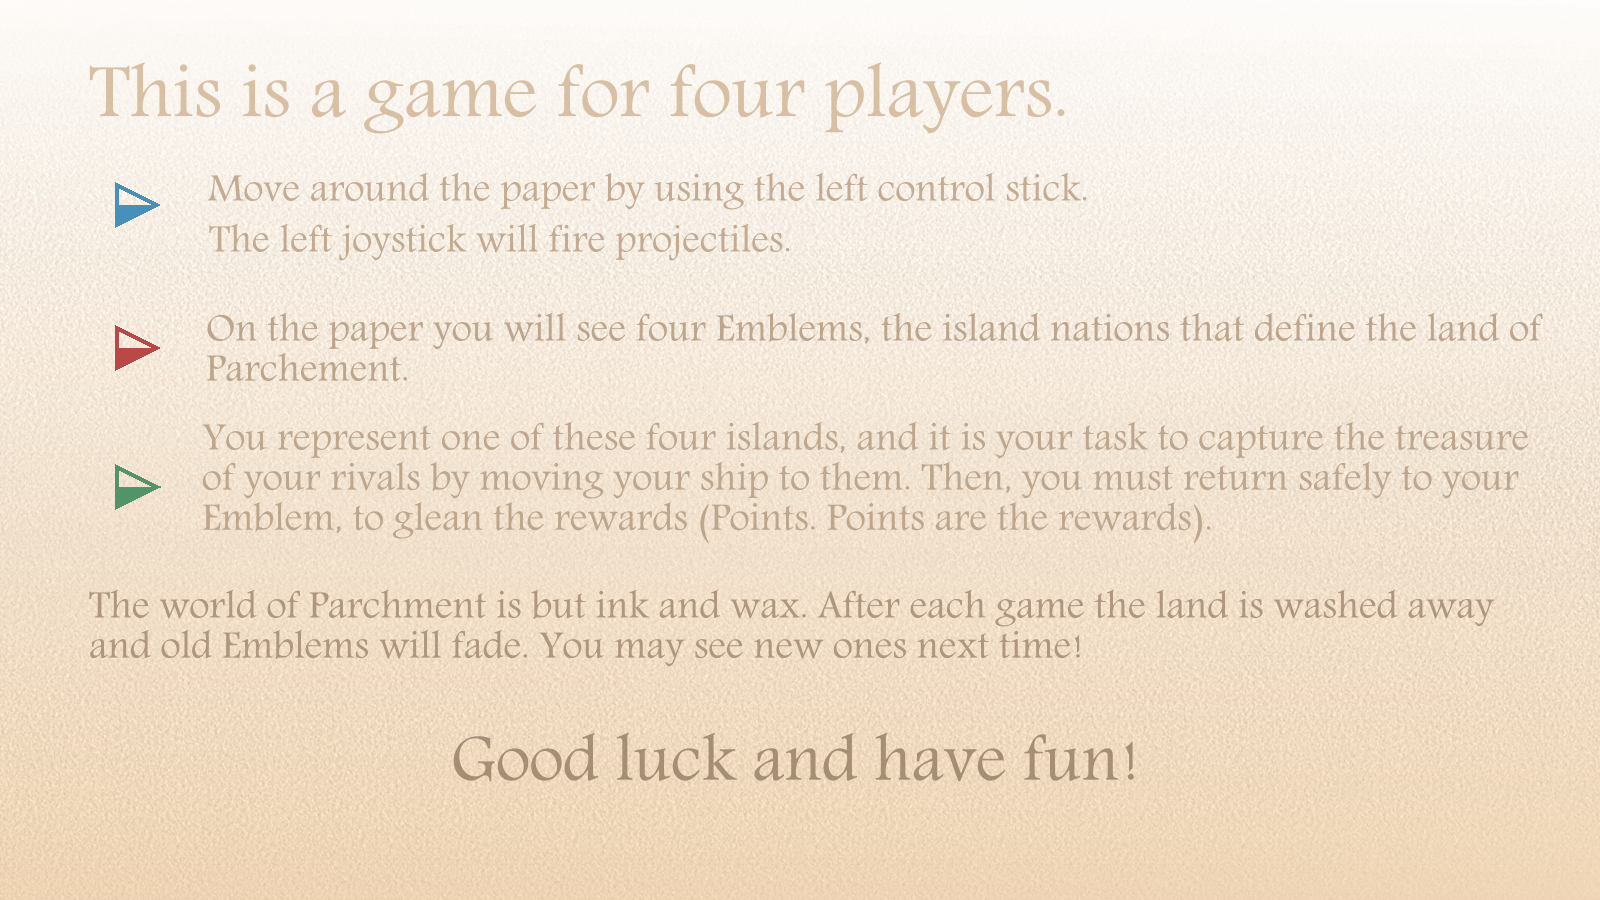 This is a game for four players.
Move around the paper by using the left control stick.
The left joystick will fire projectiles.
On the paper you will see four Emblems, the island nations that define the land of
Parchement.
You represent one of these four islands, and it is your task to capture the treasure
of your rivals by moving your ship to them. Then, you must return safely to your
Emblem, to glean the rewards (Points. Points are the rewards).
The world of Parchment is but ink and wax. After each game the land is washed away
and old Emblems will fade. You may see new ones next time!
Good luck and have fun!